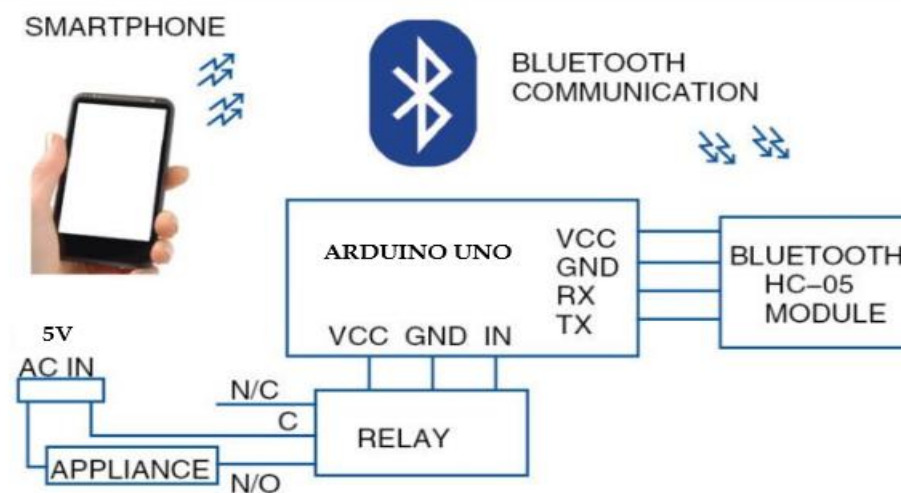 SMARTPHONE
BLUETOOTH
COMMUNICATION
ARDUINO UNO
VCC
GND
RX
TX
BLUETOOTH
HC–05
MODULE
VCC GND IN
5V
AC IN
N/C
C
RELAY
APPLIANCE
N/O